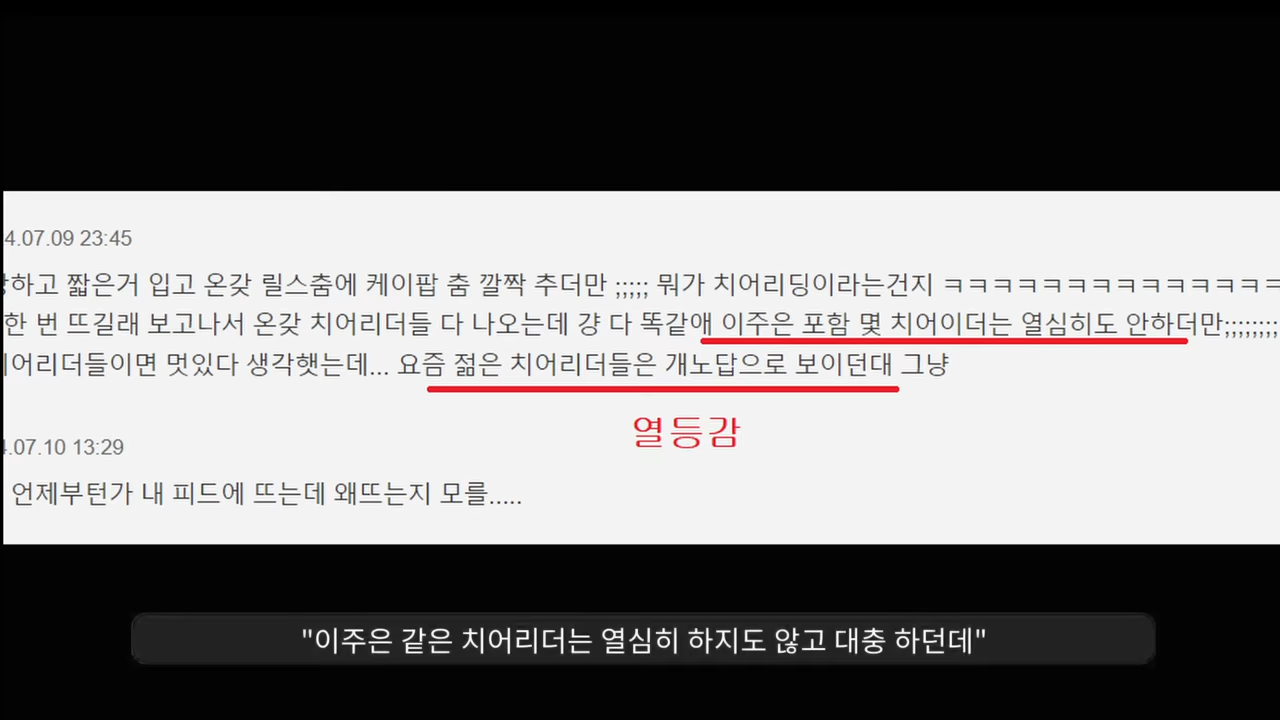 4.07.09 23:45
하고 짧은거 입고 온갖 릴스춤에 케이팝 춤 깔짝 추더만 ;;;;; 뭐가 치어리딩이라는건지 ㅋㅋㅋㅋㅋㅋㅋㅋㅋㅋㅋㅋㅋㅋ
한 번 뜨길래 보고나서 온갖 치어리더들 다 나오는데 걍 다 똑같애 이주은 포함 몇 치어이더는 열심히도 안하더만;;;;;;;;
치어리더들이면 멋있다 생각햇는데... 요즘 젊은 치어리더들은 개노답으로 보이던대 그냥
열등감
.07.10 13:29
언제부턴가 내 피드에 뜨는데 왜뜨는지 모를.....
"이주은 같은 치어리더는 열심히 하지도 않고 대충 하던데"